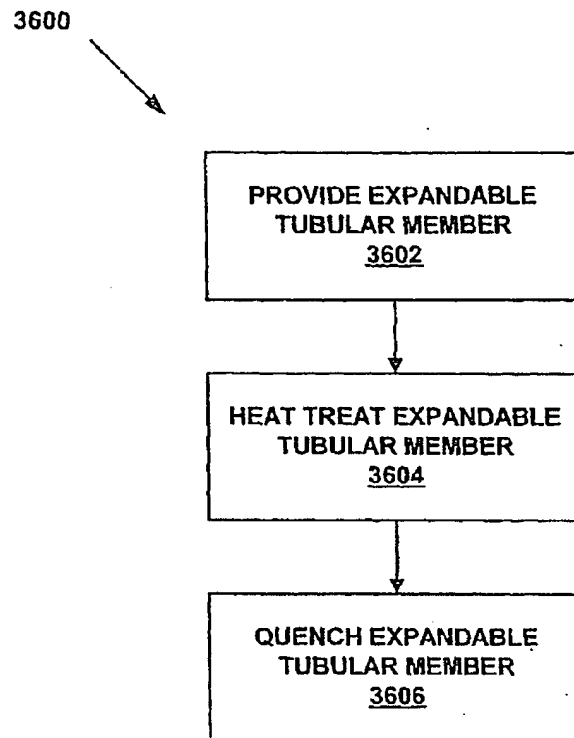 3600
PROVIDE EXPANDABLE
TUBULAR MEMBER
3602
HEAT TREAT EXPANDABLE
TUBULAR MEMBER
3604
QUENCH EXPANDABLE
TUBULAR MEMBER
3606